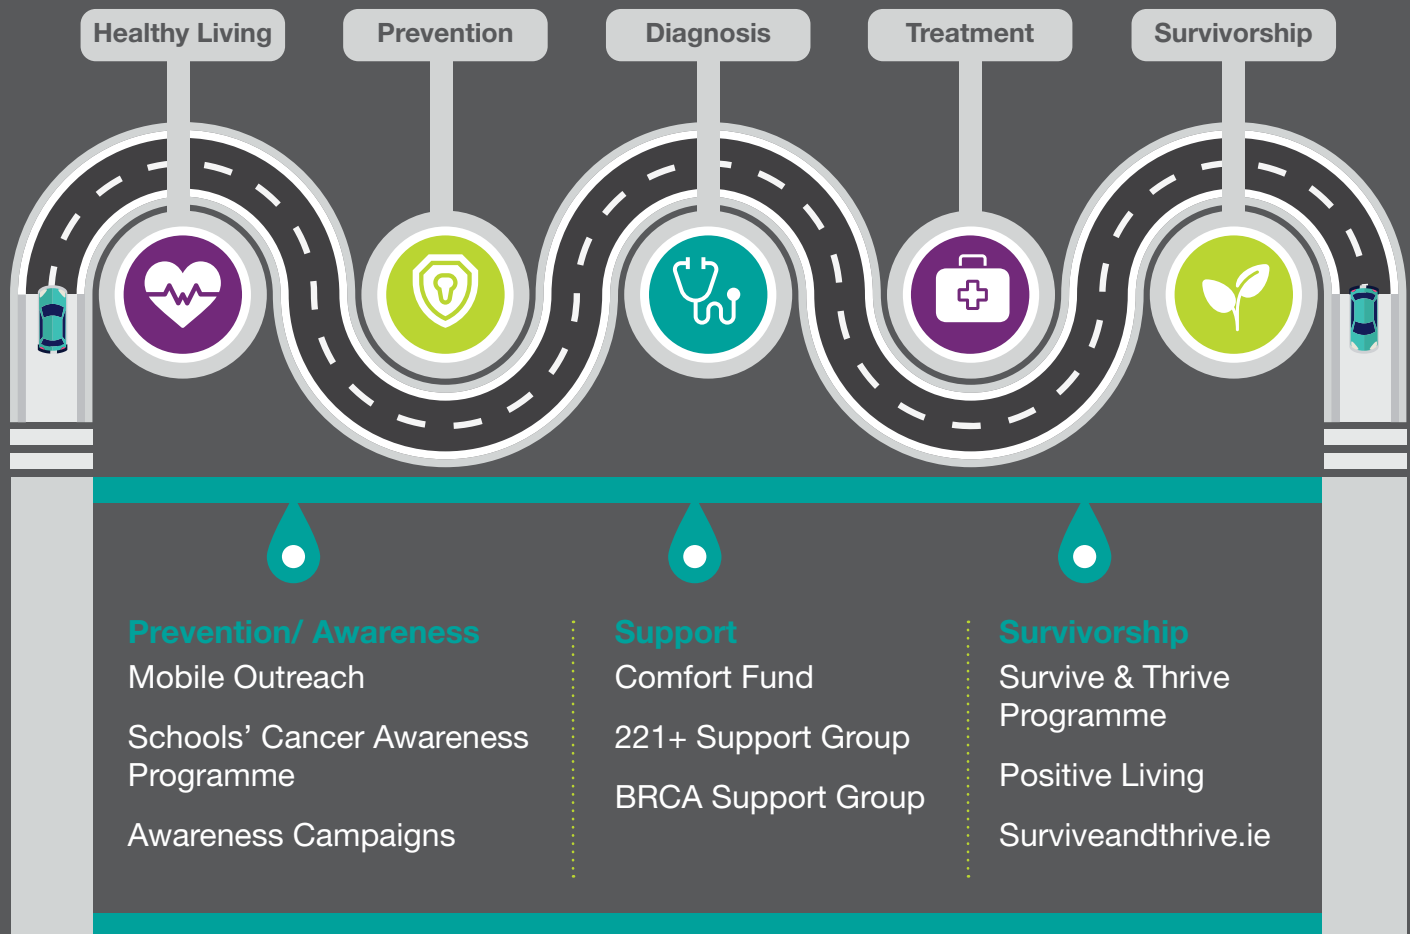 Healthy Living
Prevention
Diagnosis
Treatment
Survivorship
Prevention/ Awareness
Mobile Outreach
Schools’ Cancer Awareness
Programme
Awareness Campaigns
Support
Comfort Fund
221+ Support Group
BRCA Support Group
Survivorship
Survive & Thrive
Programme
Positive Living
Surviveandthrive.ie